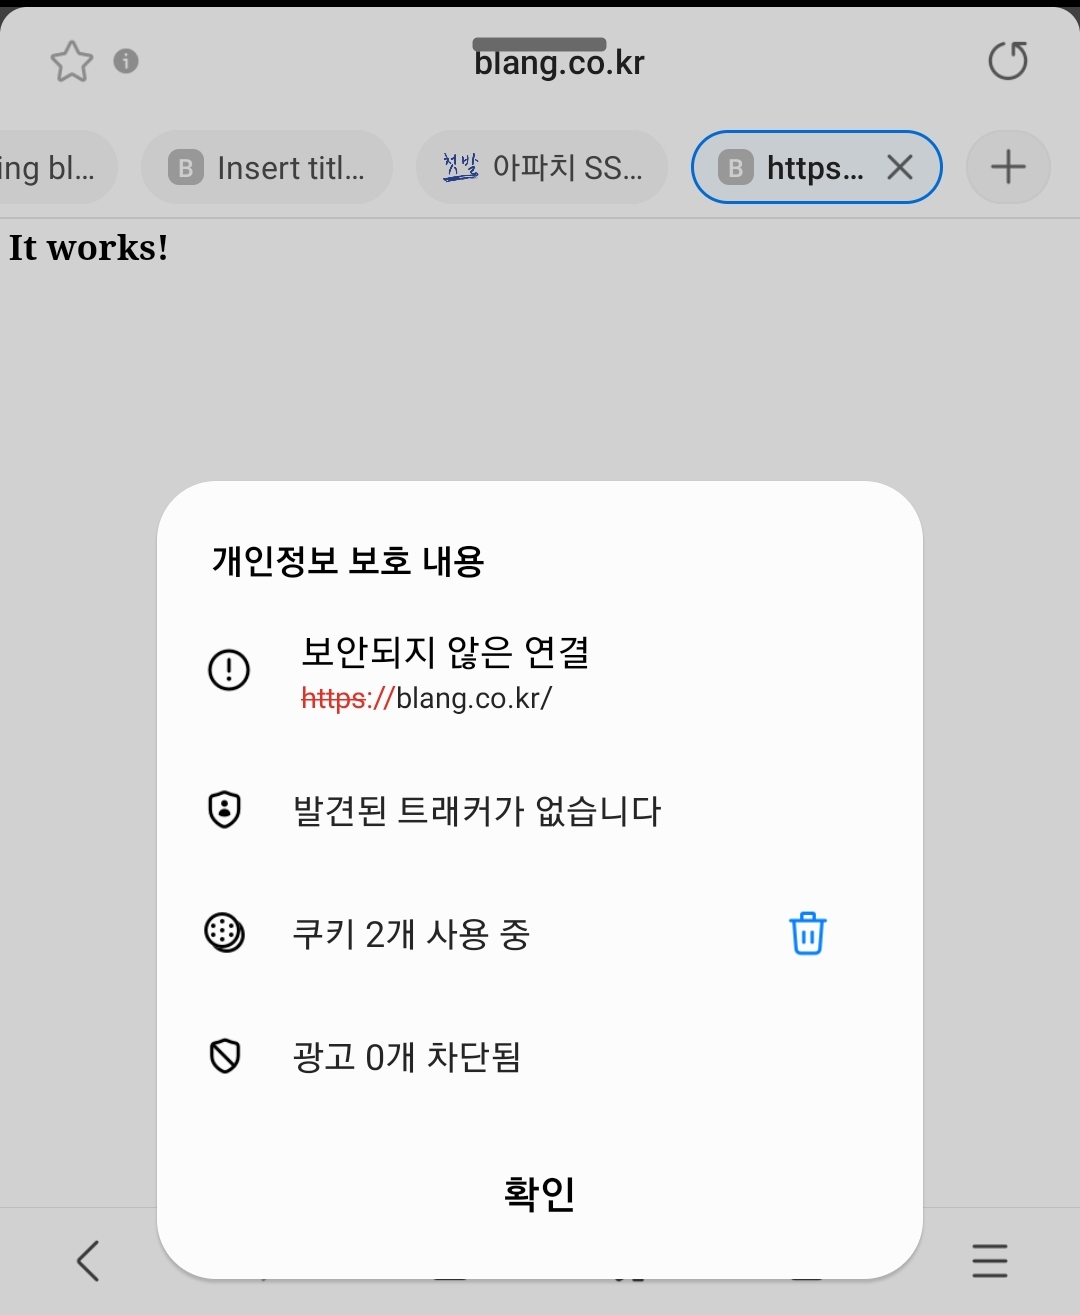 blang.co.kr
ing bl...
B Insert titl...
첫발 아파치 SS...
B https...
It works!
개인정보 보호 내용
보안되지 않은 연결
https://blang.co.kr/
발견된 트래커가 없습니다
쿠키 2개 사용 중
광고 0개 차단됨
확인